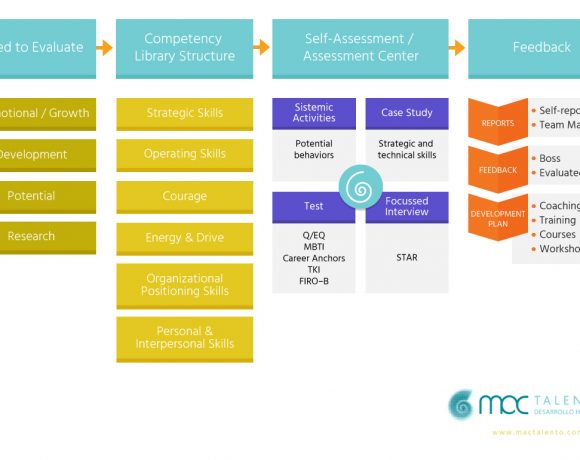 ed to Evaluate
Competency
Library Structure
Self-Assessment /
Assessment Center
Feedback
otional / Growth
Development
Potential
Research
Strategic Skills
Operating Skills
Courage
Energy & Drive
Organizational
Positioning Skills
Personal &
Interpersonal Skills
Sistemic
Activities
Potential
behaviors
Case Study
Strategic and
technical skills
Test
Q/EQ
MBTI
Career Anchors
TKI
FIRO-B
Focussed
Interview
STAR
REPORTS
• Self-repo
• Team Ma
FEEDBACK
• Boss
• Evaluated
DEVELOPMENT
PLAN
• Coaching
• Training
• Courses
• Worksho
moc TALEN
DESARROLLO H
www.mactalento.co